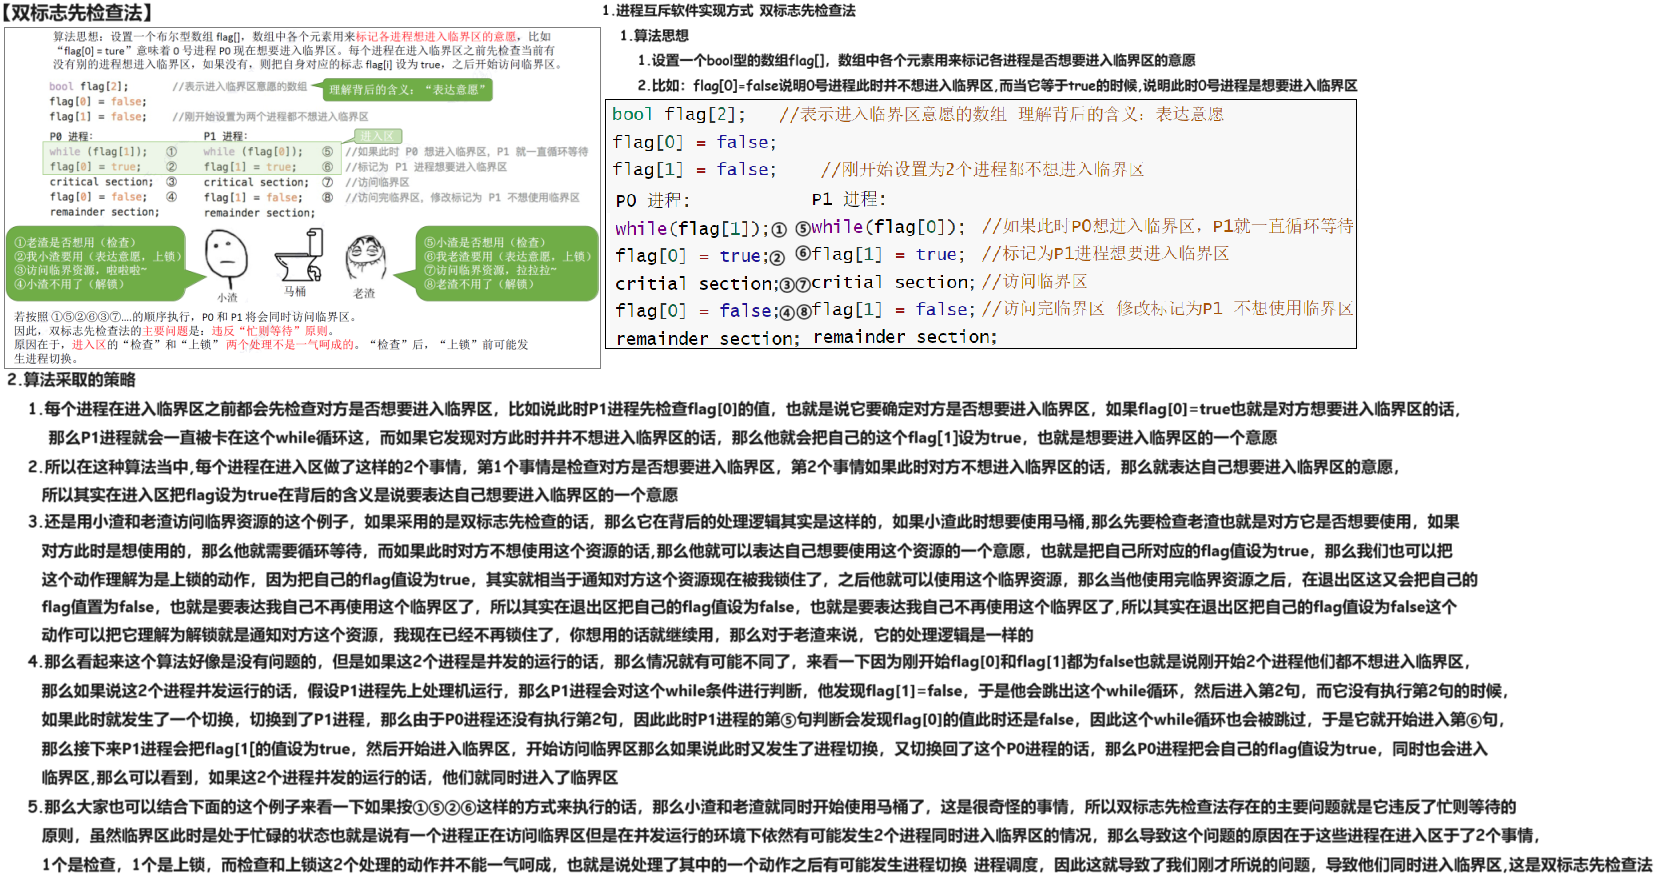 【双标志先检查法】
算法思想：设置一个布尔型数组 flag[]，数组中各个元素用来标记各进程想进入临界区的意愿，比如
“flag[0] = ture”意味着 0 号进程 P0 现在想要进入临界区。每个进程在进入临界区之前先检查当前有
没有别的进程想进入临界区，如果没有，则把自身对应的标志 flag[i] 设为 true，之后开始访问临界区。
bool flag[2]; //表示进入临界区意愿的数组
理解背后的含义：“表达意愿”
flag[0] = false;
flag[1] = false; //刚开始设置为两个进程都不想进入临界区
P0 进程: P1 进程: 进入区
while (flag[1]); ① while (flag[0]); ⑤ //如果此时 P0 想进入临界区，P1 就一直循环等待
flag[0] = true; ② flag[1] = true; ⑥ //标记为 P1 进程想要进入临界区
critical section; ③ critical section; ⑦ //访问临界区
flag[0] = false; ④ flag[1] = false; ⑧ //访问完临界区，修改标记为 P1 不想使用临界区
remainder section; remainder section;
①老渣是否想用（检查）
②我小渣要用（表达意愿，上锁）
③访问临界资源，啦啦啦~
④小渣不用了（解锁）
小渣
马桶
老渣
⑤小渣是否想用（检查）
⑥我老渣要用（表达意愿，上锁）
⑦访问临界资源，拉拉拉~
⑧老渣不用了（解锁）
若按照 ①⑤②⑥③⑦....的顺序执行，P0 和 P1 将会同时访问临界区。
因此，双标志先检查法的主要问题是：违反“忙则等待”原则。
原因在于，进入区的“检查”和“上锁” 两个处理不是一气呵成的。“检查”后，“上锁”前可能发
生进程切换。
1.进程互斥软件实现方式 双标志先检查法
1.算法思想
1.设置一个bool型的数组flag[]，数组中各个元素用来标记各进程是否想要进入临界区的意愿
2.比如：flag[0]=false说明0号进程此时并不想进入临界区,而当它等于true的时候,说明此时0号进程是想要进入临界区
bool flag[2]; //表示进入临界区意愿的数组 理解背后的含义: 表达意愿
flag[0] = false;
flag[1] = false; //刚开始设置为2个进程都不想进入临界区
P0 进程: P1 进程:
while(flag[1]);① ⑤while(flag[0]); //如果此时P0想进入临界区，P1就一直循环等待
flag[0] = true;② ⑥flag[1] = true; //标记为P1进程想要进入临界区
critial section;③⑦critial section; //访问临界区
flag[0] = false;④⑧flag[1] = false; //访问完临界区 修改标记为P1 不想使用临界区
remainder section; remainder section;
2.算法采取的策略
1.每个进程在进入临界区之前都会先检查对方是否想要进入临界区，比如说此时P1进程先检查flag[0]的值，也就是说它要确定对方是否想要进入临界区，如果flag[0]=true也就是对方想要进入临界区的话，
那么P1进程就会一直被卡在这个while循环这，而如果它发现对方此时并并不想进入临界区的话，那么他就会把自己的这个flag[1]设为true，也就是想要进入临界区的一个意愿
2.所以在这种算法当中,每个进程在进入区做了这样的2个事情，第1个事情是检查对方是否想要进入临界区，第2个事情如果此时对方不想进入临界区的话，那么就表达自己想要进入临界区的意愿，
所以其实在进入区把flag设为true在背后的含义是说要表达自己想要进入临界区的一个意愿
3.还是用小渣和老渣访问临界资源的这个例子，如果采用的是双标志先检查的话，那么它在背后的处理逻辑其实是这样的，如果小渣此时想要使用马桶,那么先要检查老渣也就是对方它是否想要使用，如果
对方此时是想使用的，那么他就需要循环等待，而如果此时对方不想使用这个资源的话,那么他就可以表达自己想要使用这个资源的一个意愿，也就是把自己所对应的flag值设为true，那么我们也可以把
这个动作理解为是上锁的动作，因为把自己的flag值设为true，其实就相当于通知对方这个资源现在被我锁住了，之后他就可以使用这个临界资源，那么当他使用完临界资源之后，在退出区这又会把自己的
flag值置为false，也就是要表达我自己不再使用这个临界区了，所以其实在退出区把自己的flag值设为false，也就是要表达我自己不再使用这个临界区了,所以其实在退出区把自己的flag值设为false这个
动作可以把它理解为解锁就是通知对方这个资源，我现在已经不再锁住了，你想用的话就继续用，那么对于老渣来说，它的处理逻辑是一样的
4.那么看起来这个算法好像是没有问题的，但是如果这2个进程是并发的运行的话，那么情况就有可能不同了，来看一下因为刚开始flag[0]和flag[1]都为false也就是说刚开始2个进程他们都不想进入临界区，
那么如果说这2个进程并发运行的话，假设P1进程先上处理机运行，那么P1进程会对这个while条件进行判断，他发现flag[1]=false，于是他会跳出这个while循环，然后进入第2句，而它没有执行第2句的时候，
如果此时就发生了一个切换，切换到了P1进程，那么由于P0进程还没有执行第2句，因此此时P1进程的第⑤句判断会发现flag[0]的值此时还是false，因此这个while循环也会被跳过，于是它就开始进入第⑥句，
那么接下来P1进程会把flag[1[的值设为true，然后开始进入临界区，开始访问临界区那么如果说此时又发生了进程切换，又切换回了这个P0进程的话，那么P0进程把会自己的flag值设为true，同时也会进入
临界区,那么可以看到，如果这2个进程并发的运行的话，他们就同时进入了临界区
5.那么大家也可以结合下面的这个例子来看一下如果按①⑤②⑥这样的方式来执行的话，那么小渣和老渣就同时开始使用马桶了，这是很奇怪的事情，所以双标志先检查法存在的主要问题就是它违反了忙则等待的
原则，虽然临界区此时是处于忙碌的状态也就是说有一个进程正在访问临界区但是在并发运行的环境下依然有可能发生2个进程同时进入临界区的情况，那么导致这个问题的原因在于这些进程在进入区于了2个事情，
1个是检查，1个是上锁，而检查和上锁这2个处理的动作并不能一气呵成，也就是说处理了其中的一个动作之后有可能发生进程切换 进程调度，因此这就导致了我们刚才所说的问题，导致他们同时进入临界区,这是双标志先检查法